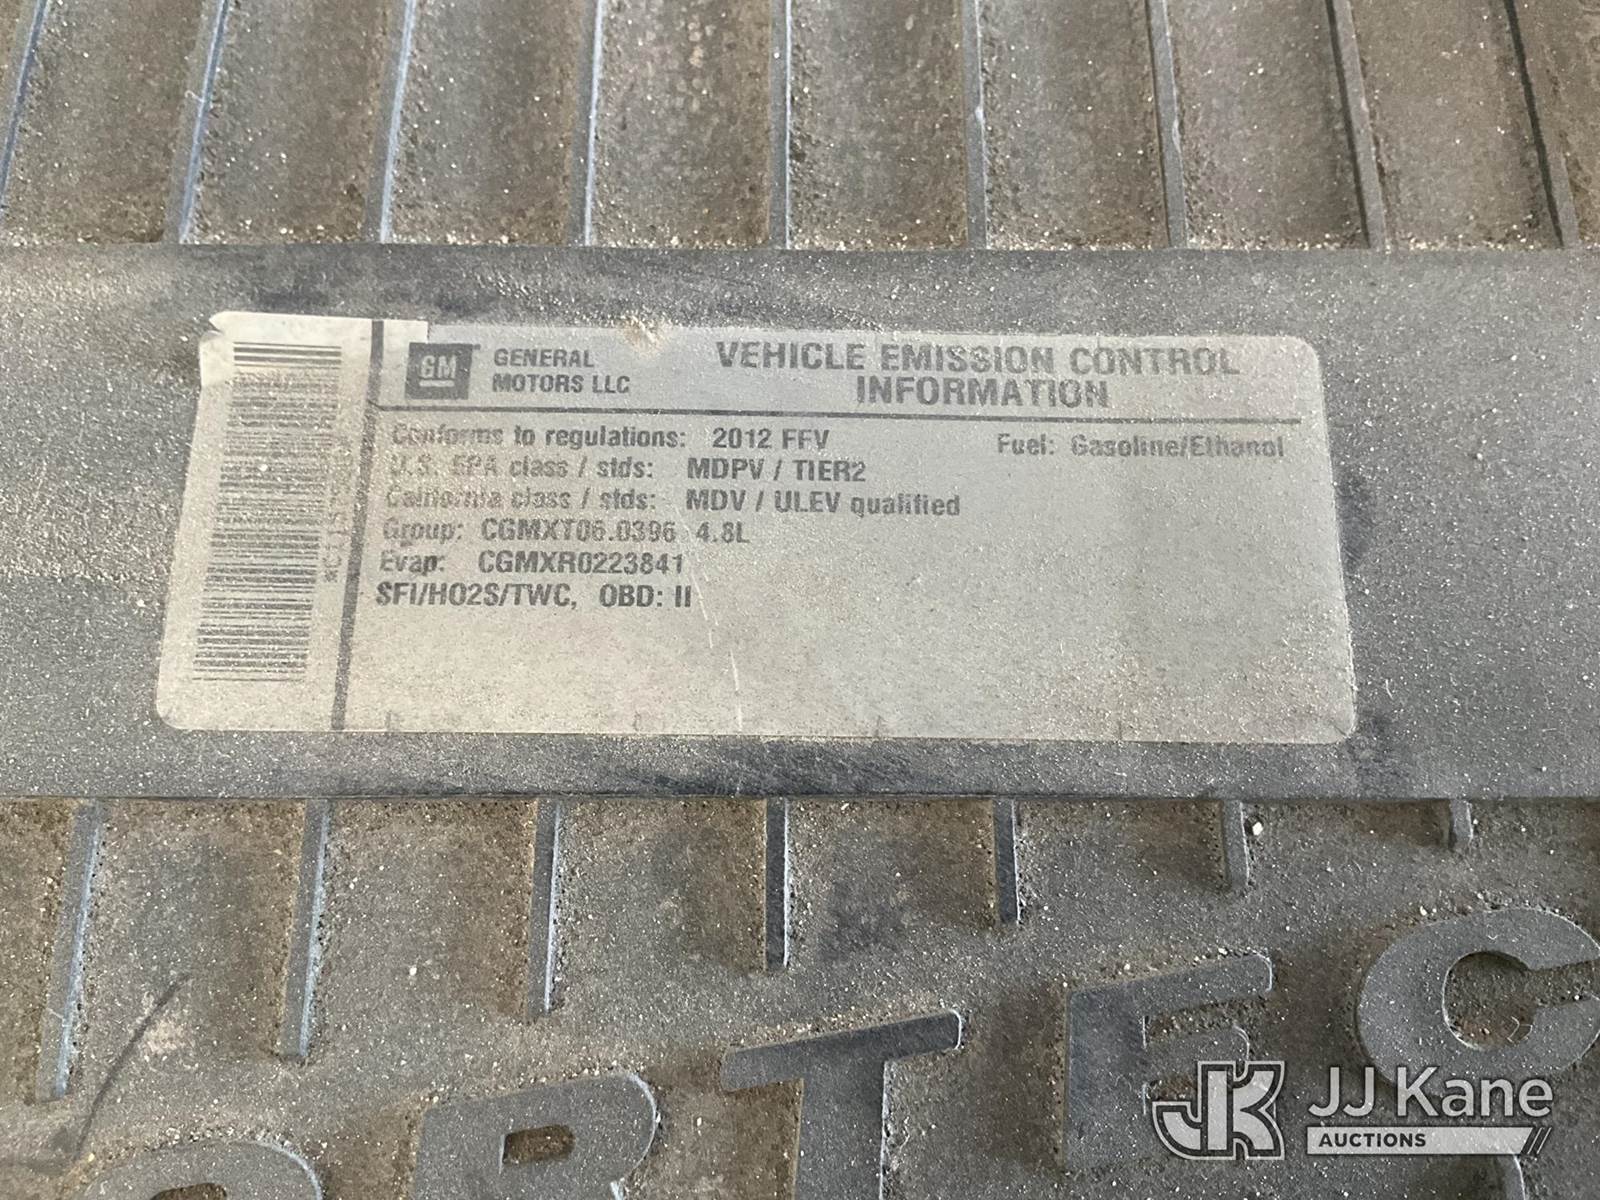 GM GENERAL MOTORS LLC
VEHICLE EMISSION CONTROL
INFORMATION
Conforms to regulations: 2012 FFV Fuel: Gasoline/Ethanol
U.S. EPA class / stds: MDPV / TIER2
California class / stds: MDV / ULEV qualified
Group: CGMXT06.0396 4.8L
Evap: CGMXR0223841
SFI/HO2S/TWC, OBD: II
ORTEC
JK JJ Kane
AUCTIONS